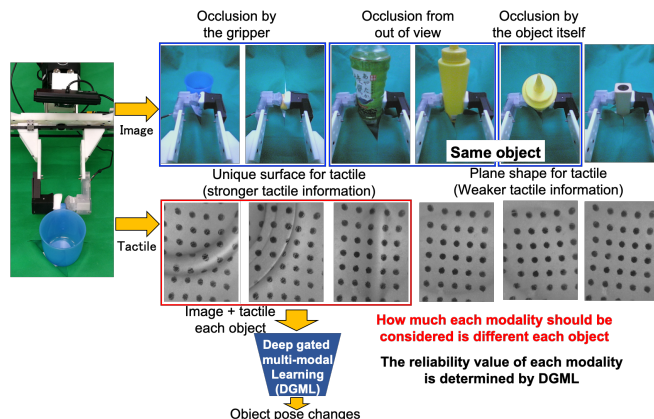 Occlusion by
the gripper
Occlusion from
out of view
Occlusion by
the object itself
Image
Same object
Unique surface for tactile
(stronger tactile information)
Plane shape for tactile
(Weaker tactile information)
Tactile
Image + tactile
each object
How much each modality should be
considered is different each object
Deep gated
multi-modal
Learning
(DGML)
The reliability value of each modality
is determined by DGML
Object pose changes